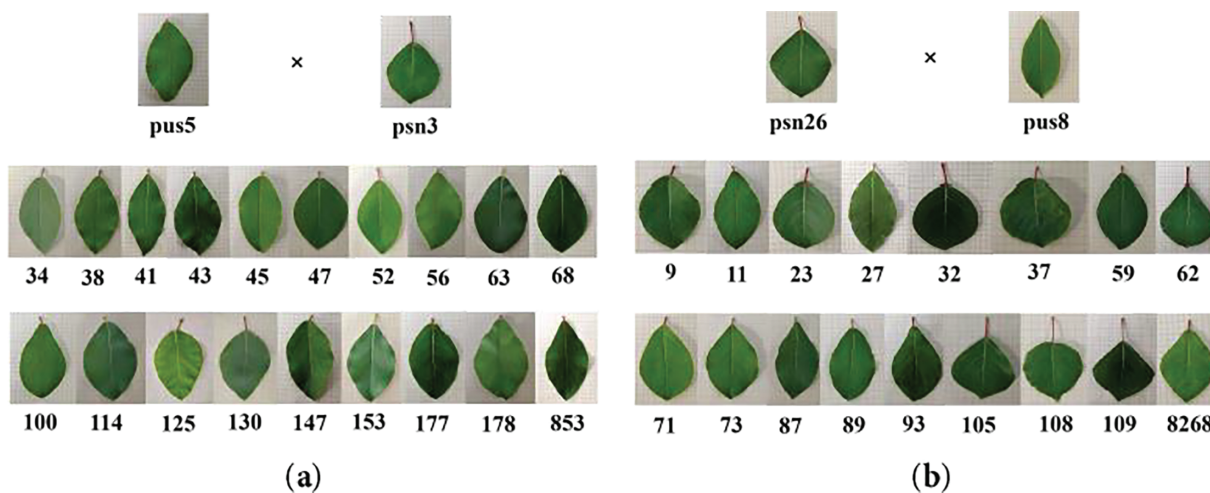 pus5 × psn3
34 38 41 43 45 47 52 56 63 68
100 114 125 130 147 153 177 178 853
(a)
psn26 × pus8
9 11 23 27 32 37 59 62
71 73 87 89 93 105 108 109 8268
(b)